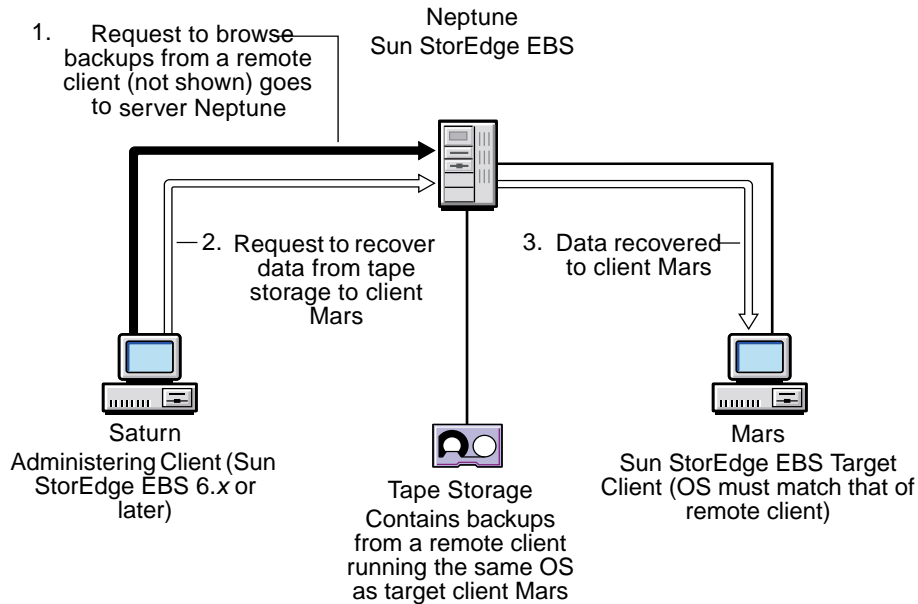 Neptune
Sun StorEdge EBS
1. Request to browse
backups from a remote
client (not shown) goes
to server Neptune
2. Request to recover
data from tape
storage to client
Mars
3. Data recovered
to client Mars
Saturn
Administering Client (Sun
StorEdge EBS 6.x or
later)
Tape Storage
Contains backups
from a remote client
running the same OS
as target client Mars
Mars
Sun StorEdge EBS Target
Client (OS must match that of
remote client)